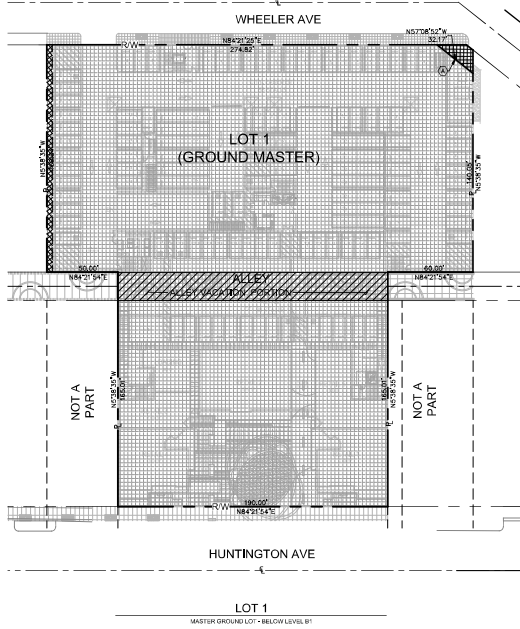 WHEELER AVE
R/W
N84°21'25"E
274.82'
N57°08'52"W
32.17'
A
LOT 1
(GROUND MASTER)
N5°38'35"W
P
140.05'
N5°38'35"W
P
50.00'
N84°21'54"E
60.00'
N84°21'54"E
ALLEY
ALLEY VACATION PORTION
NOT A
PART
N5°38'35"W
165.01'
P
165.01'
N5°38'35"W
P
NOT A
PART
190.00'
R/W
N84°21'54"E
HUNTINGTON AVE
LOT 1
MASTER GROUND LOT - BELOW LEVEL B1